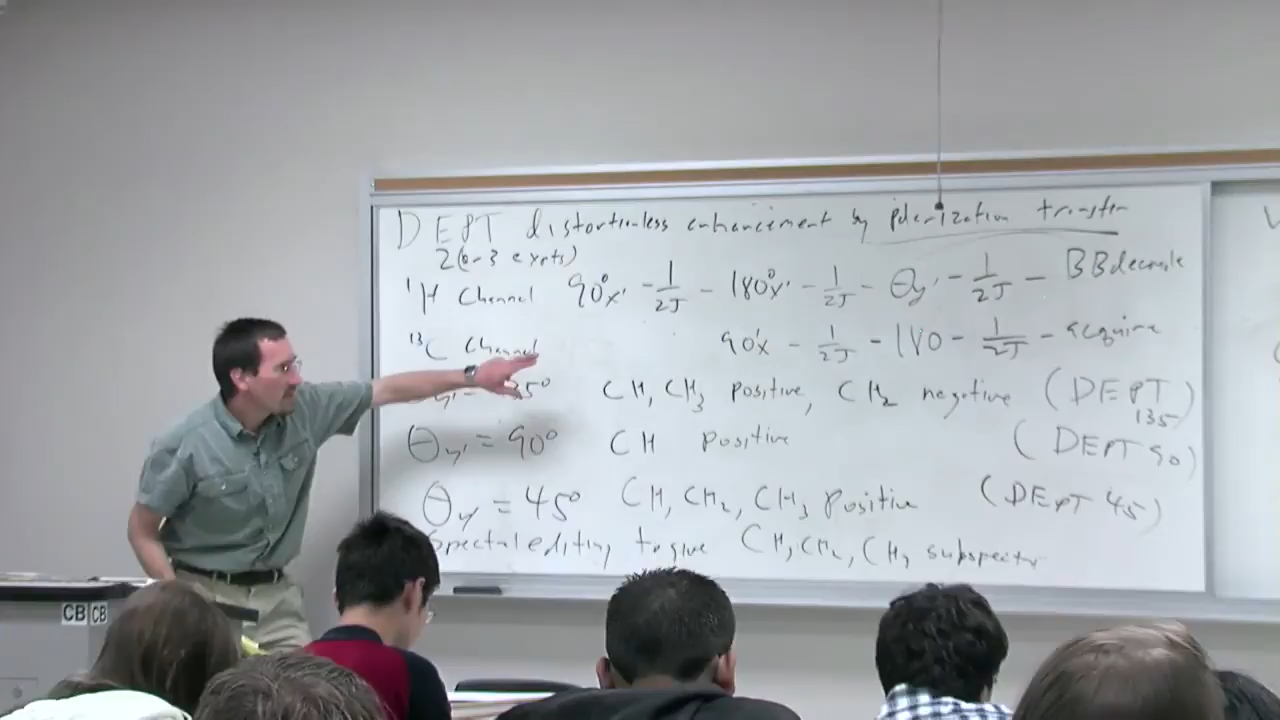 DEPT distortionless enhancement by polarization transfer
2 (or 3 expts)
¹H Channel 90°x' - 1/2J - 180°x' - 1/2J - θy' - 1/2J - BB decouple
¹³C Channel 90'x - 1/2J - 180 - 1/2J - acquire
5° CH, CH₃ positive, CH₂ negative (DEPT 135)
θy' = 90° CH positive (DEPT 90)
θy = 45° CH, CH₂, CH₃ positive (DEPT 45)
Spectral editing to give CH, CH₂, CH₃ subspectra
CB CB